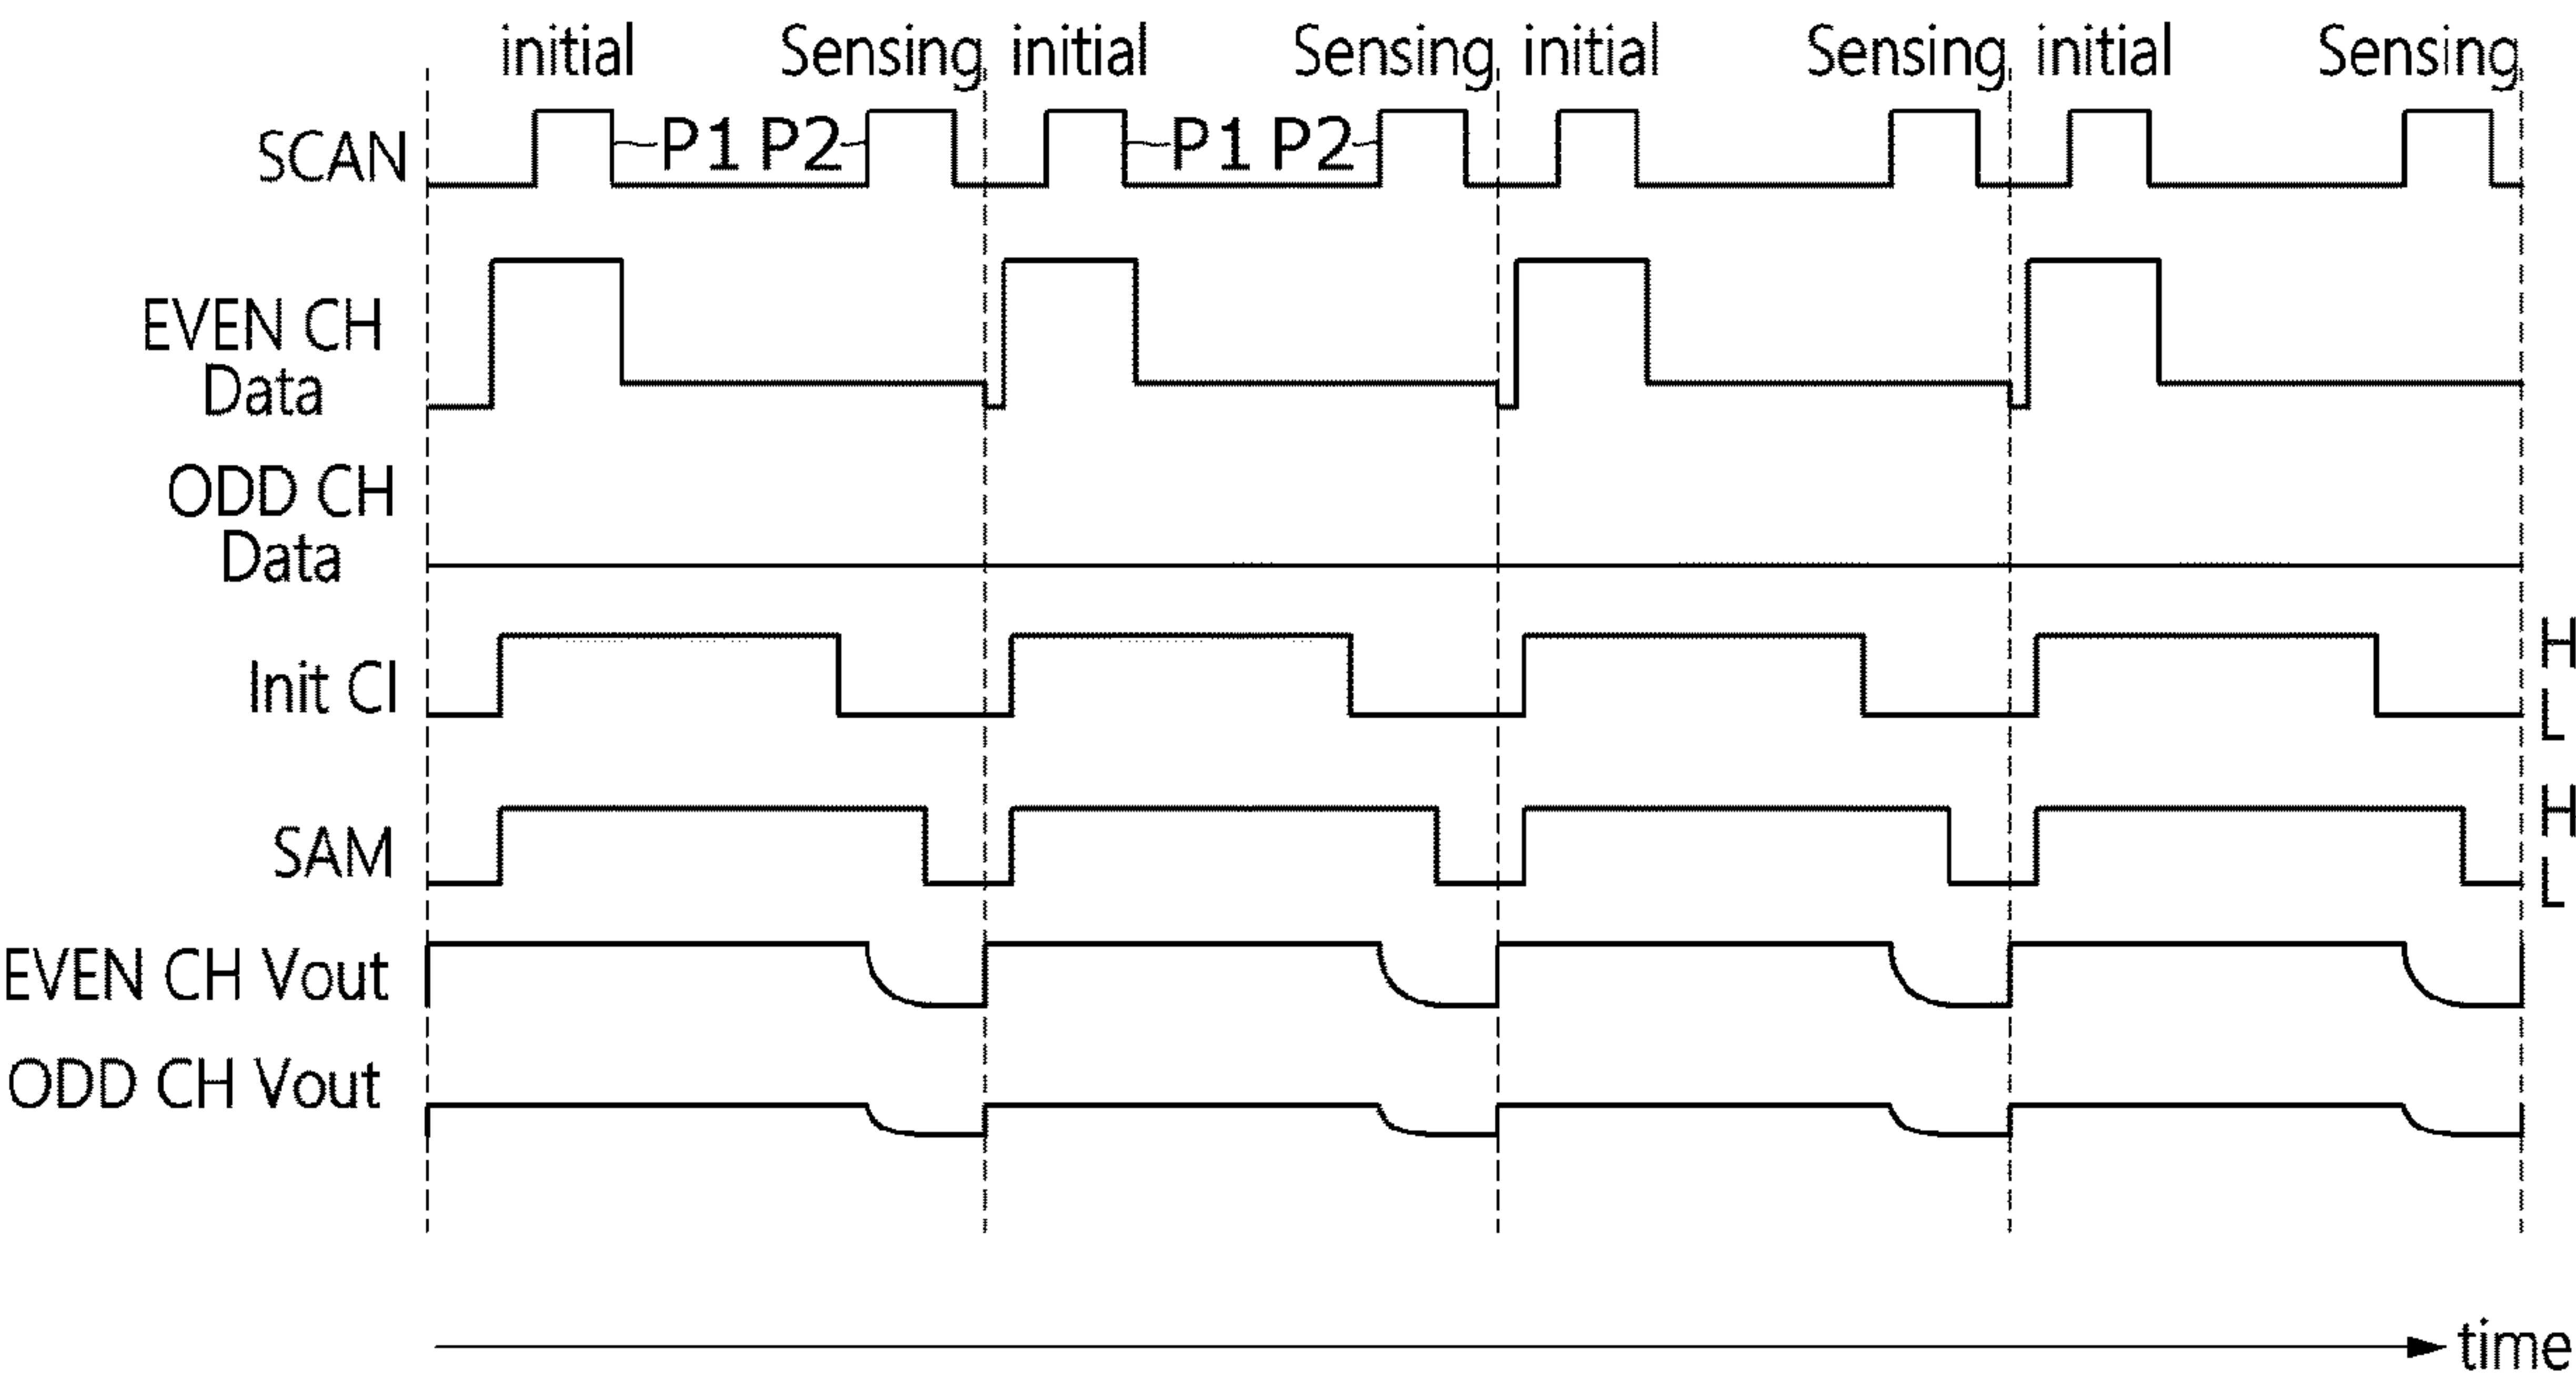 initial Sensing initial Sensing initial Sensing initial Sensing
SCAN P1 P2 P1 P2
EVEN CH
Data
ODD CH
Data
Init CI H
L
SAM H
L
EVEN CH Vout
ODD CH Vout
time